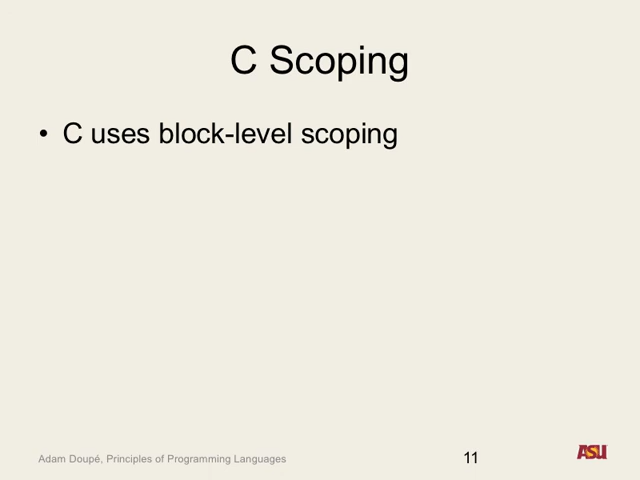 C Scoping
• C uses block-level scoping
Adam Doupé, Principles of Programming Languages
11
ASU